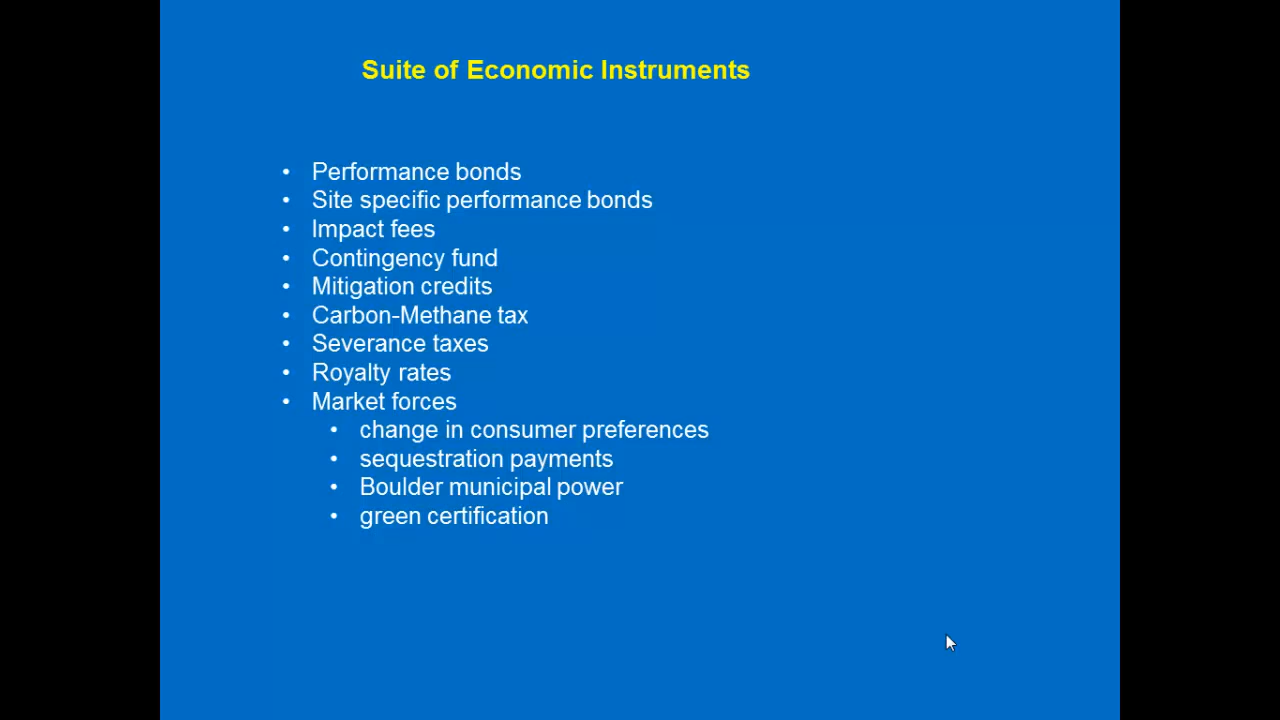 Suite of Economic Instruments
• Performance bonds
• Site specific performance bonds
• Impact fees
• Contingency fund
• Mitigation credits
• Carbon-Methane tax
• Severance taxes
• Royalty rates
• Market forces
• change in consumer preferences
• sequestration payments
• Boulder municipal power
• green certification